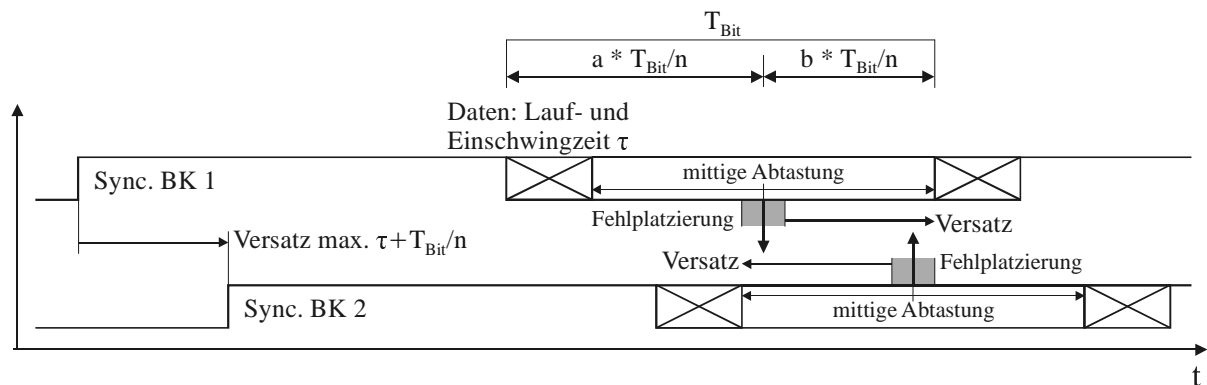 T_Bit
a * T_Bit/n
b * T_Bit/n
Daten: Lauf- und
Einschwingzeit τ
Sync. BK 1
mittige Abtastung
Fehlplatzierung
Versatz
Versatz max. τ+T_Bit/n
Versatz
Fehlplatzierung
Sync. BK 2
mittige Abtastung
t